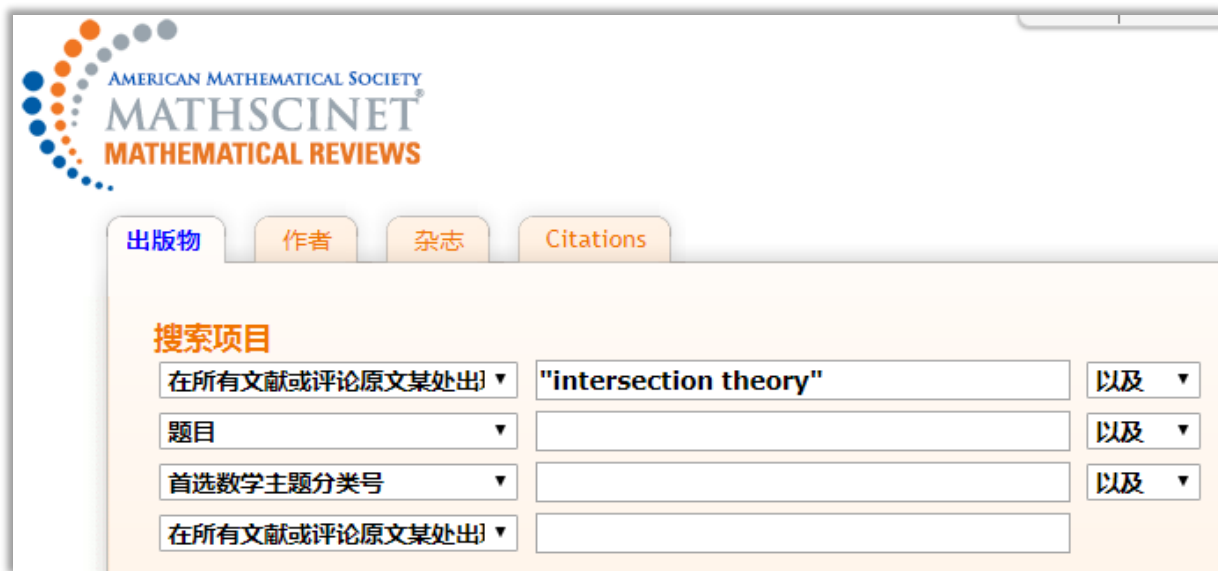 AMERICAN MATHEMATICAL SOCIETY
MATHSCINET®
MATHEMATICAL REVIEWS
出版物 作者 杂志 Citations
搜索项目
在所有文献或评论原文某处出 "intersection theory" 以及
题目 以及
首选数学主题分类号 以及
在所有文献或评论原文某处出